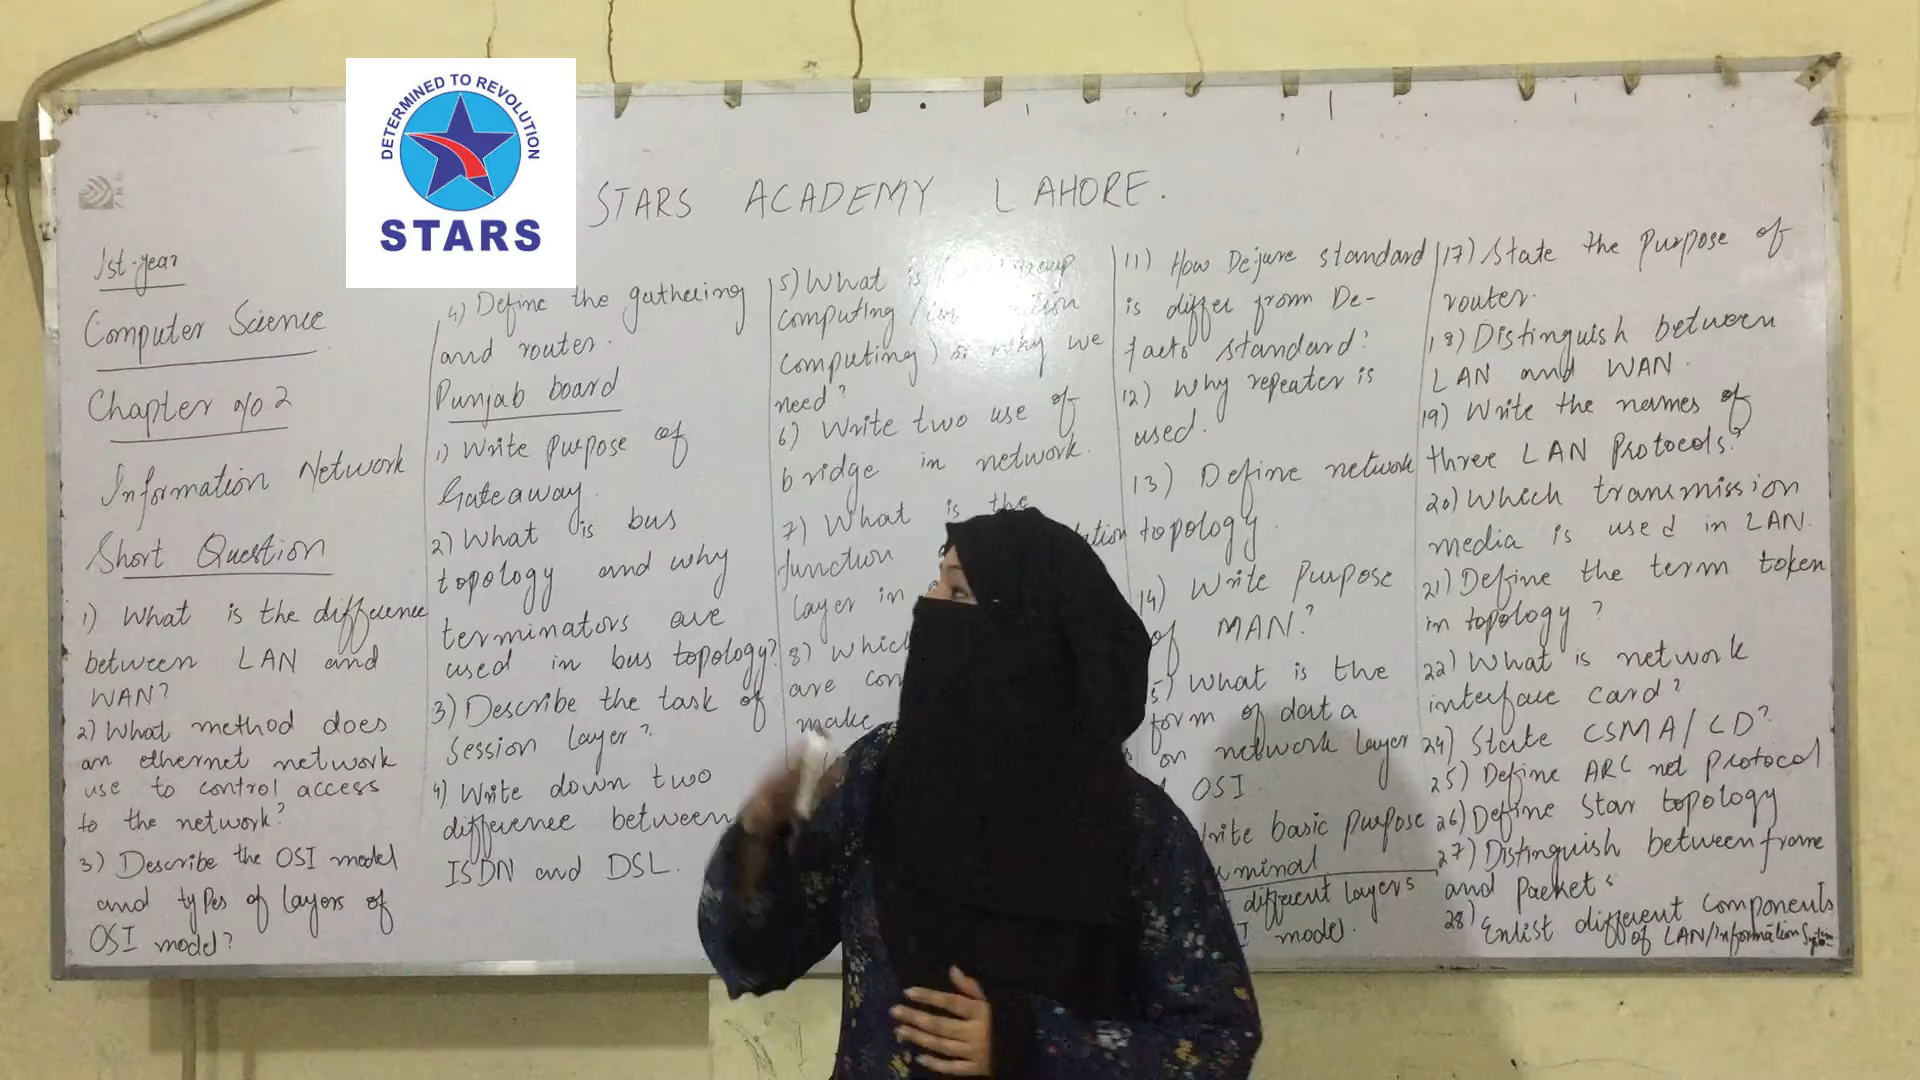 DETERMINED TO REVOLUTION
STARS
STARS ACADEMY LAHORE.
1st-year
Computer Science
Chapter no 2
Information Network
Short Question
1) What is the difference
between LAN and
WAN?
2) What method does
an ethernet network
use to control access
to the network?
3) Describe the OSI model
and types of layers of
OSI model?
4) Define the gathering
and router.
Punjab board
1) Write purpose of
Gateaway.
2) What is bus
topology and why
terminators are
used in bus topology?
3) Describe the task of
Session layer?
4) Write down two
difference between
ISDN and DSL.
5) What is
computing
computing) or why we
need?
6) Write two use of
bridge in network.
7) What is the
function
layer in
8) Which
are
make
11) How Dejure standard
is differ from De-
facto standard?
12) Why repeater is
used.
13) Define network
topology.
14) Write purpose
of MAN?
5) What is the
form of data
on network layer
OSI.
basic purpose
different layers
model.
17) State the purpose of
router.
18) Distinguish between
LAN and WAN.
19) Write the names of
three LAN protocols?
20) Which transmission
media is used in LAN.
21) Define the term token
in topology?
22) What is network
interface card?
24) State CSMA/CD?
25) Define ARC net protocol
26) Define Star topology
27) Distinguish between frame
and packets
28) Enlist different components
of LAN/Information System